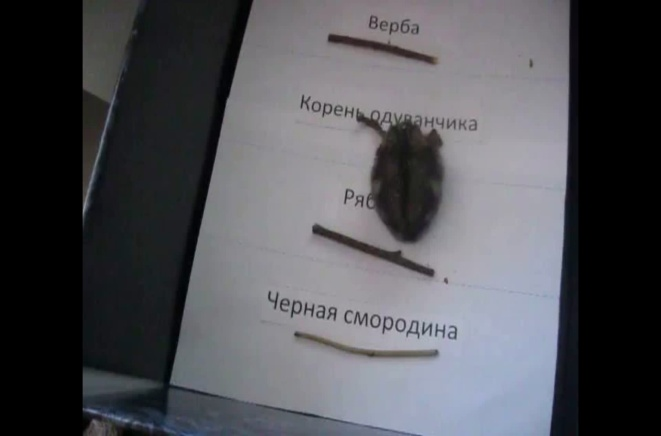 Верба
Корень одуванчика
Черная смородина